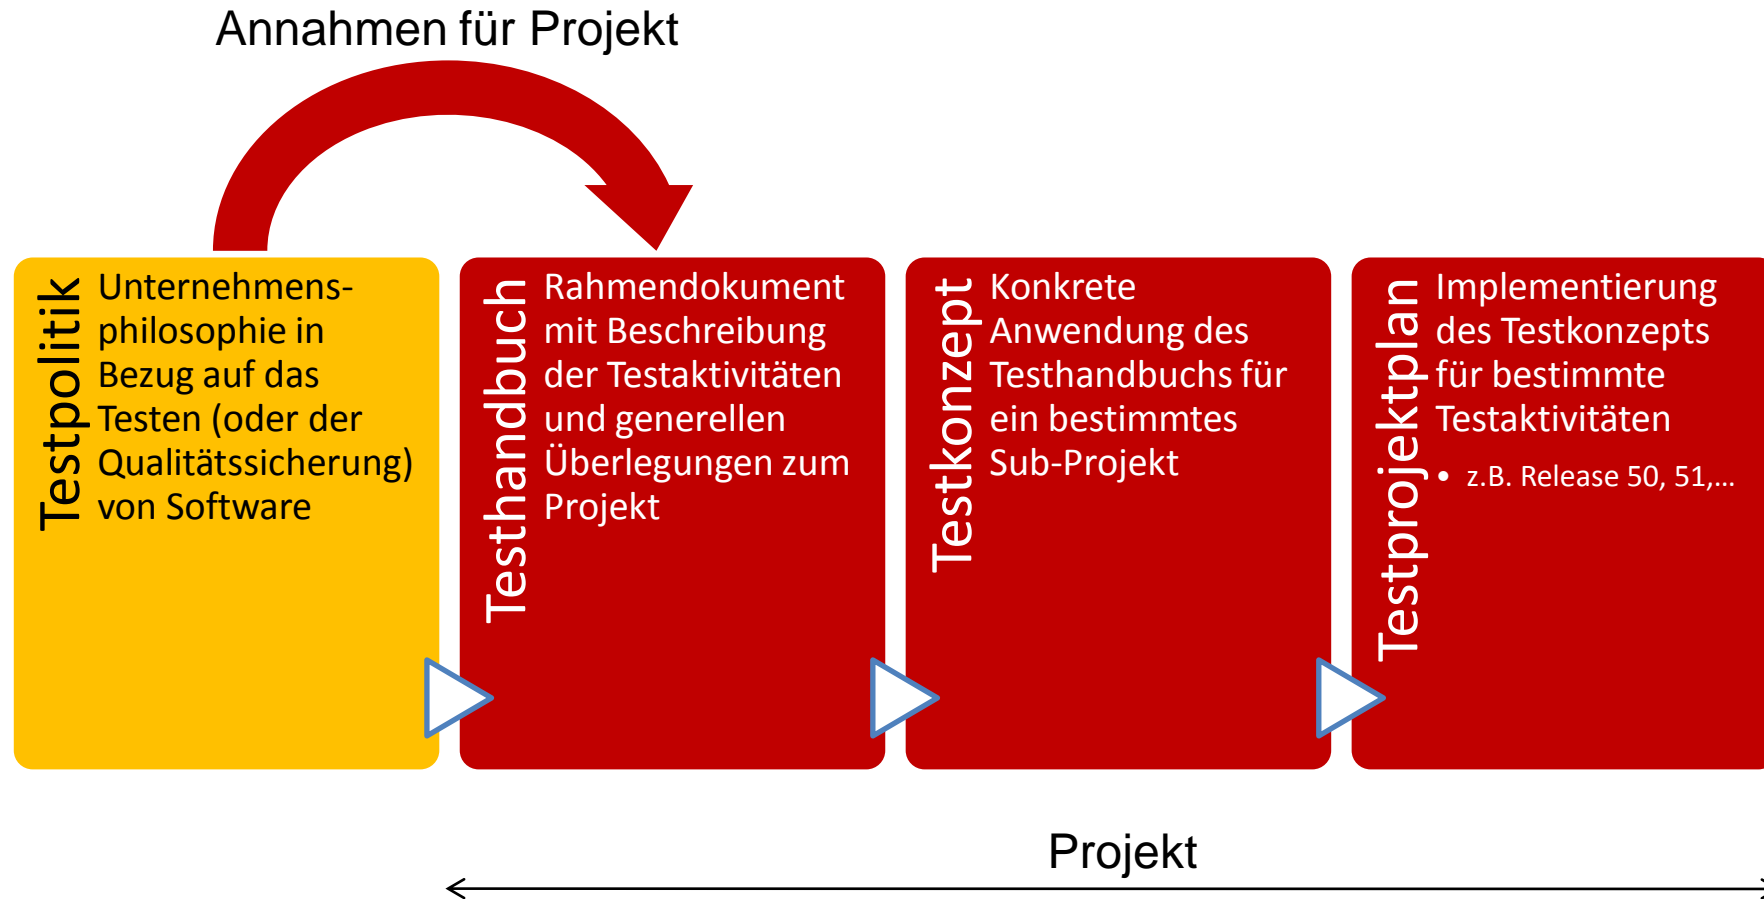 Annahmen für Projekt
Testpolitik
Unternehmens-
philosophie in
Bezug auf das
Testen (oder der
Qualitätssicherung)
von Software
Testhandbuch
Rahmendokument
mit Beschreibung
der Testaktivitäten
und generellen
Überlegungen zum
Projekt
Testkonzept
Konkrete
Anwendung des
Testhandbuchs für
ein bestimmtes
Sub-Projekt
Testprojektplan
Implementierung
des Testkonzepts
für bestimmte
Testaktivitäten
• z.B. Release 50, 51,...
Projekt